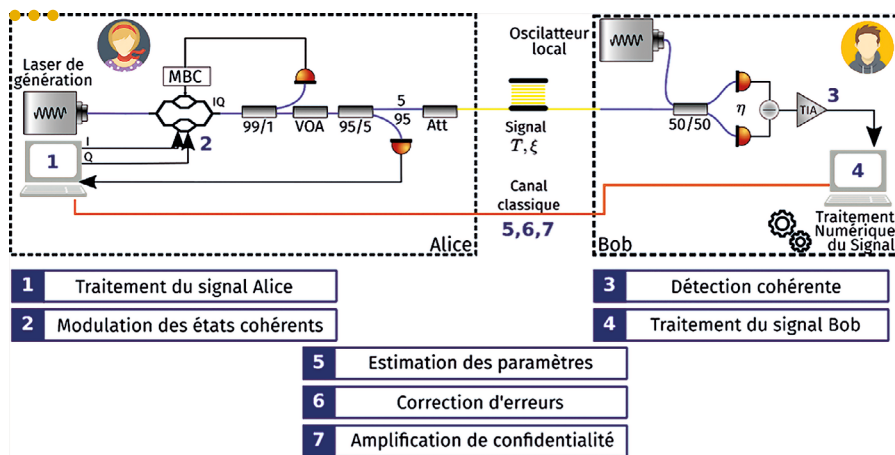 Laser de
génération
MBC
IQ
I
Q
1
2
99/1
VOA
95/5
5
95
Att
Alice
Signal
T, ξ
Canal
classique
5,6,7
Oscilatteur
local
50/50
η
TIA
3
4
Traitement
Numérique
du Signal
Bob
1 Traitement du signal Alice
2 Modulation des états cohérents
3 Détection cohérente
4 Traitement du signal Bob
5 Estimation des paramètres
6 Correction d'erreurs
7 Amplification de confidentialité